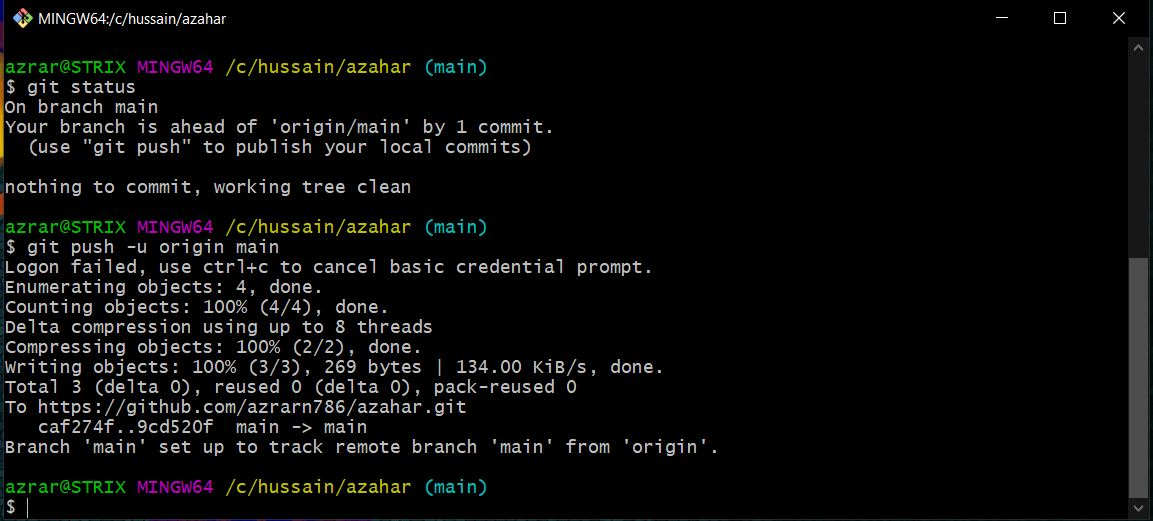 MINGW64:/c/hussain/azahar
azrar@STRIX MINGW64 /c/hussain/azahar (main)
$ git status
On branch main
Your branch is ahead of 'origin/main' by 1 commit.
  (use "git push" to publish your local commits)
nothing to commit, working tree clean
azrar@STRIX MINGW64 /c/hussain/azahar (main)
$ git push -u origin main
Logon failed, use ctrl+c to cancel basic credential prompt.
Enumerating objects: 4, done.
Counting objects: 100% (4/4), done.
Delta compression using up to 8 threads
Compressing objects: 100% (2/2), done.
Writing objects: 100% (3/3), 269 bytes | 134.00 KiB/s, done.
Total 3 (delta 0), reused 0 (delta 0), pack-reused 0
To https://github.com/azrarn786/azahar.git
   caf274f..9cd520f  main -> main
Branch 'main' set up to track remote branch 'main' from 'origin'.
azrar@STRIX MINGW64 /c/hussain/azahar (main)
$